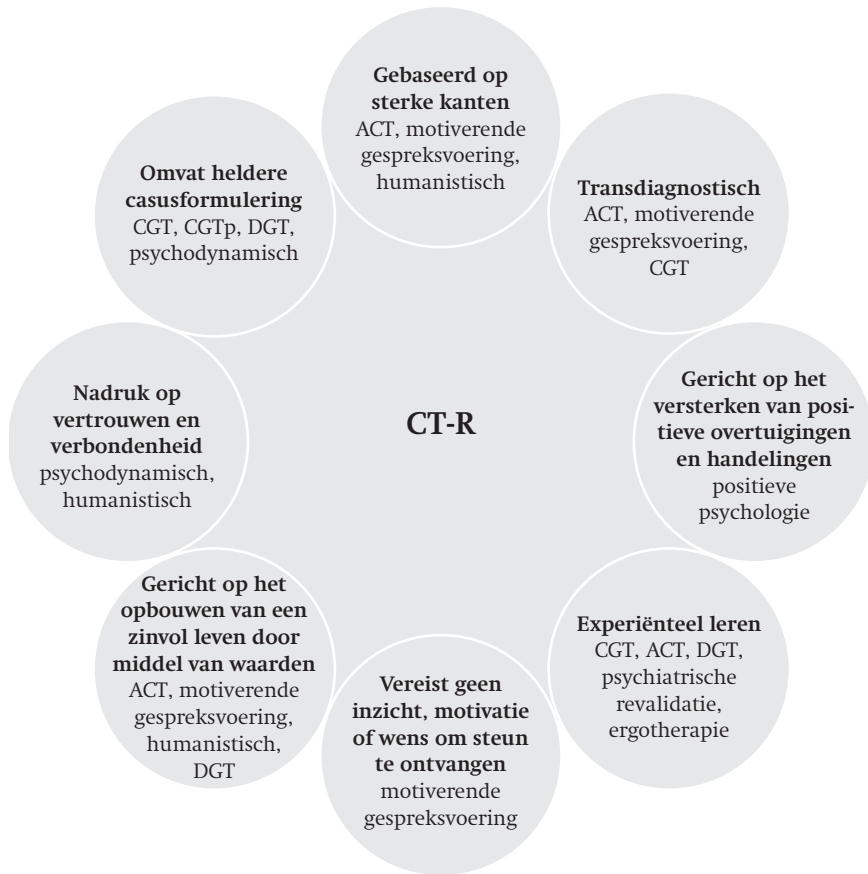 Gebaseerd op
sterke kanten
ACT, motiverende
gespreksvoering,
humanistisch
Transdiagnostisch
ACT, motiverende
gespreksvoering,
CGT
Gericht op het
versterken van posi-
tieve overtuigingen
en handelingen
positieve
psychologie
Experiënteel leren
CGT, ACT, DGT,
psychiatrische
revalidatie,
ergotherapie
Vereist geen
inzicht, motivatie
of wens om steun
te ontvangen
motiverende
gespreksvoering
Gericht op het
opbouwen van een
zinvol leven door
middel van waarden
ACT, motiverende
gespreksvoering,
humanistisch,
DGT
Nadruk op
vertrouwen en
verbondenheid
psychodynamisch,
humanistisch
Omvat heldere
casusformulering
CGT, CGTp, DGT,
psychodynamisch
CT-R